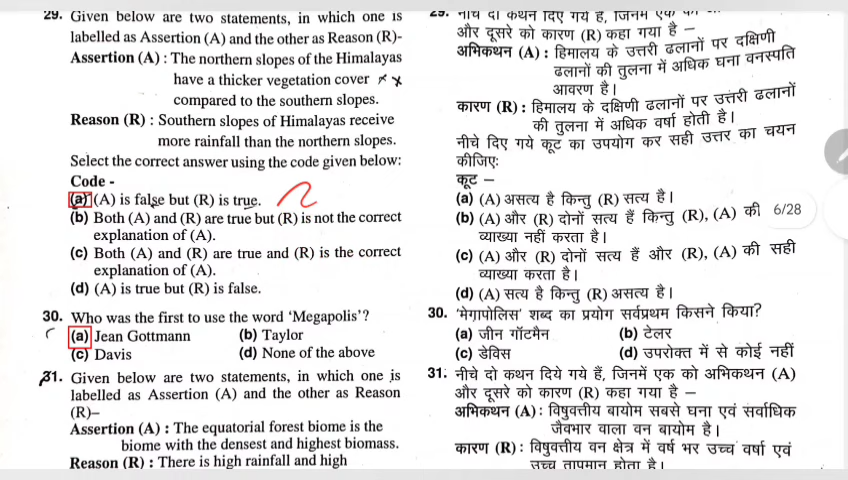 29. Given below are two statements, in which one is
labelled as Assertion (A) and the other as Reason (R)-
Assertion (A) : The northern slopes of the Himalayas
have a thicker vegetation cover
compared to the southern slopes.
Reason (R) : Southern slopes of Himalayas receive
more rainfall than the northern slopes.
Select the correct answer using the code given below:
Code -
(a) (A) is false but (R) is true.
(b) Both (A) and (R) are true but (R) is not the correct
explanation of (A).
(c) Both (A) and (R) are true and (R) is the correct
explanation of (A).
(d) (A) is true but (R) is false.
30. Who was the first to use the word ‘Megapolis’?
(a) Jean Gottmann (b) Taylor
(c) Davis (d) None of the above
31. Given below are two statements, in which one is
labelled as Assertion (A) and the other as Reason
(R)–
Assertion (A) : The equatorial forest biome is the
biome with the densest and highest biomass.
Reason (R) : There is high rainfall and high
29. नीचे दो कथन दिए गये हैं, जिनमें एक को
और दूसरे को कारण (R) कहा गया है –
अभिकथन (A) : हिमालय के उत्तरी ढलानों पर दक्षिणी
ढलानों की तुलना में अधिक घना वनस्पति
आवरण है।
कारण (R) : हिमालय के दक्षिणी ढलानों पर उत्तरी ढलानों
की तुलना में अधिक वर्षा होती है।
नीचे दिए गये कूट का उपयोग कर सही उत्तर का चयन
कीजिए:
कूट –
(a) (A) असत्य है किन्तु (R) सत्य है।
(b) (A) और (R) दोनों सत्य हैं किन्तु (R), (A) की
व्याख्या नहीं करता है।
(c) (A) और (R) दोनों सत्य हैं और (R), (A) की सही
व्याख्या करता है।
(d) (A) सत्य है किन्तु (R) असत्य है।
30. ‘मेगापोलिस’ शब्द का प्रयोग सर्वप्रथम किसने किया?
(a) जीन गॉटमैन (b) टेलर
(c) डेविस (d) उपरोक्त में से कोई नहीं
31. नीचे दो कथन दिये गये हैं, जिनमें एक को अभिकथन (A)
और दूसरे को कारण (R) कहा गया है –
अभिकथन (A) : विषुवत्तीय बायोम सबसे घना एवं सर्वाधिक
जैवभार वाला वन बायोम है।
कारण (R) : विषुवत्तीय वन क्षेत्र में वर्ष भर उच्च वर्षा एवं
उच्च तापमान होता है।
6/28